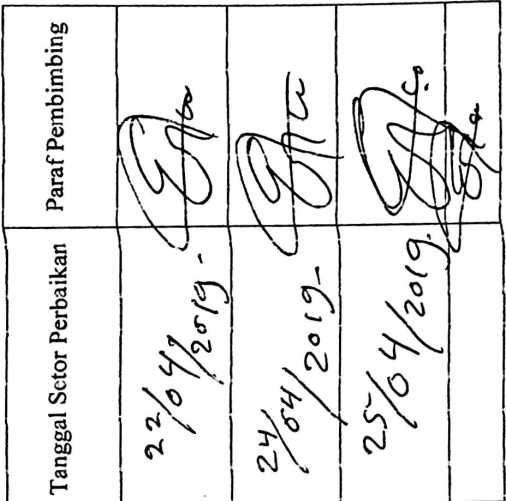 Tanggal Setor Perbaikan Paraf Pembimbing
22/04/2019-
24/04/2019-
25/04/2019.